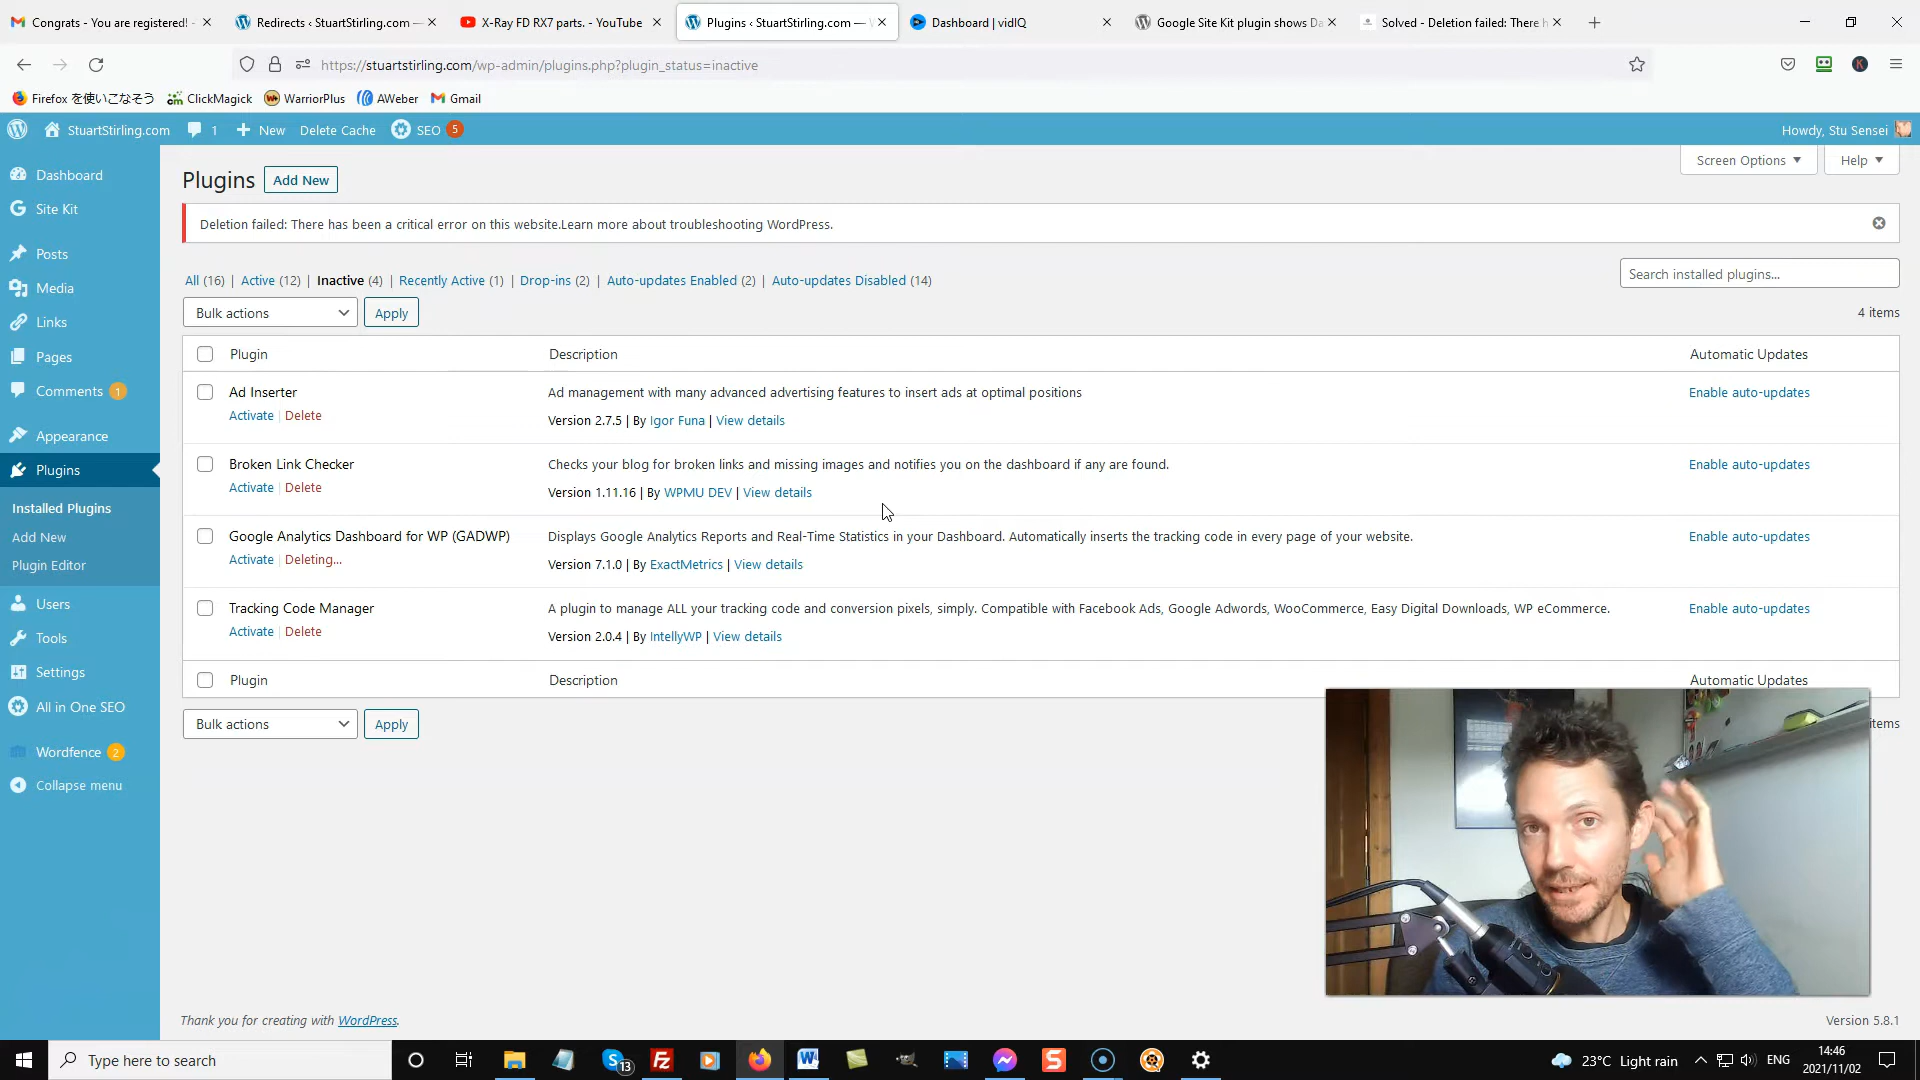 Congrats - You are registered! -
Redirects ‹ StuartStirling.com —
X-Ray FD RX7 parts. - YouTube
Plugins ‹ StuartStirling.com —
Dashboard | vidIQ
Google Site Kit plugin shows Da
Solved - Deletion failed: There h
https://stuartstirling.com/wp-admin/plugins.php?plugin_status=inactive
Firefox を使いこなそう
ClickMagick
WarriorPlus
AWeber
Gmail
StuartStirling.com
1
New
Delete Cache
SEO 5
Howdy, Stu Sensei
Screen Options
Help
Plugins
Add New
Deletion failed: There has been a critical error on this website.Learn more about troubleshooting WordPress.
All (16) | Active (12) | Inactive (4) | Recently Active (1) | Drop-ins (2) | Auto-updates Enabled (2) | Auto-updates Disabled (14)
Search installed plugins...
Bulk actions
Apply
4 items
Plugin
Description
Automatic Updates
Ad Inserter
Activate | Delete
Ad management with many advanced advertising features to insert ads at optimal positions
Version 2.7.5 | By Igor Funa | View details
Enable auto-updates
Broken Link Checker
Activate | Delete
Checks your blog for broken links and missing images and notifies you on the dashboard if any are found.
Version 1.11.16 | By WPMU DEV | View details
Enable auto-updates
Google Analytics Dashboard for WP (GADWP)
Activate | Deleting...
Displays Google Analytics Reports and Real-Time Statistics in your Dashboard. Automatically inserts the tracking code in every page of your website.
Version 7.1.0 | By ExactMetrics | View details
Enable auto-updates
Tracking Code Manager
Activate | Delete
A plugin to manage ALL your tracking code and conversion pixels, simply. Compatible with Facebook Ads, Google Adwords, WooCommerce, Easy Digital Downloads, WP eCommerce.
Version 2.0.4 | By IntellyWP | View details
Enable auto-updates
Plugin
Description
Automatic Updates
Bulk actions
Apply
items
Dashboard
Site Kit
Posts
Media
Links
Pages
Comments 1
Appearance
Plugins
Installed Plugins
Add New
Plugin Editor
Users
Tools
Settings
All in One SEO
Wordfence 2
Collapse menu
Thank you for creating with WordPress.
Version 5.8.1
Type here to search
13
23°C Light rain
ENG
14:46
2021/11/02